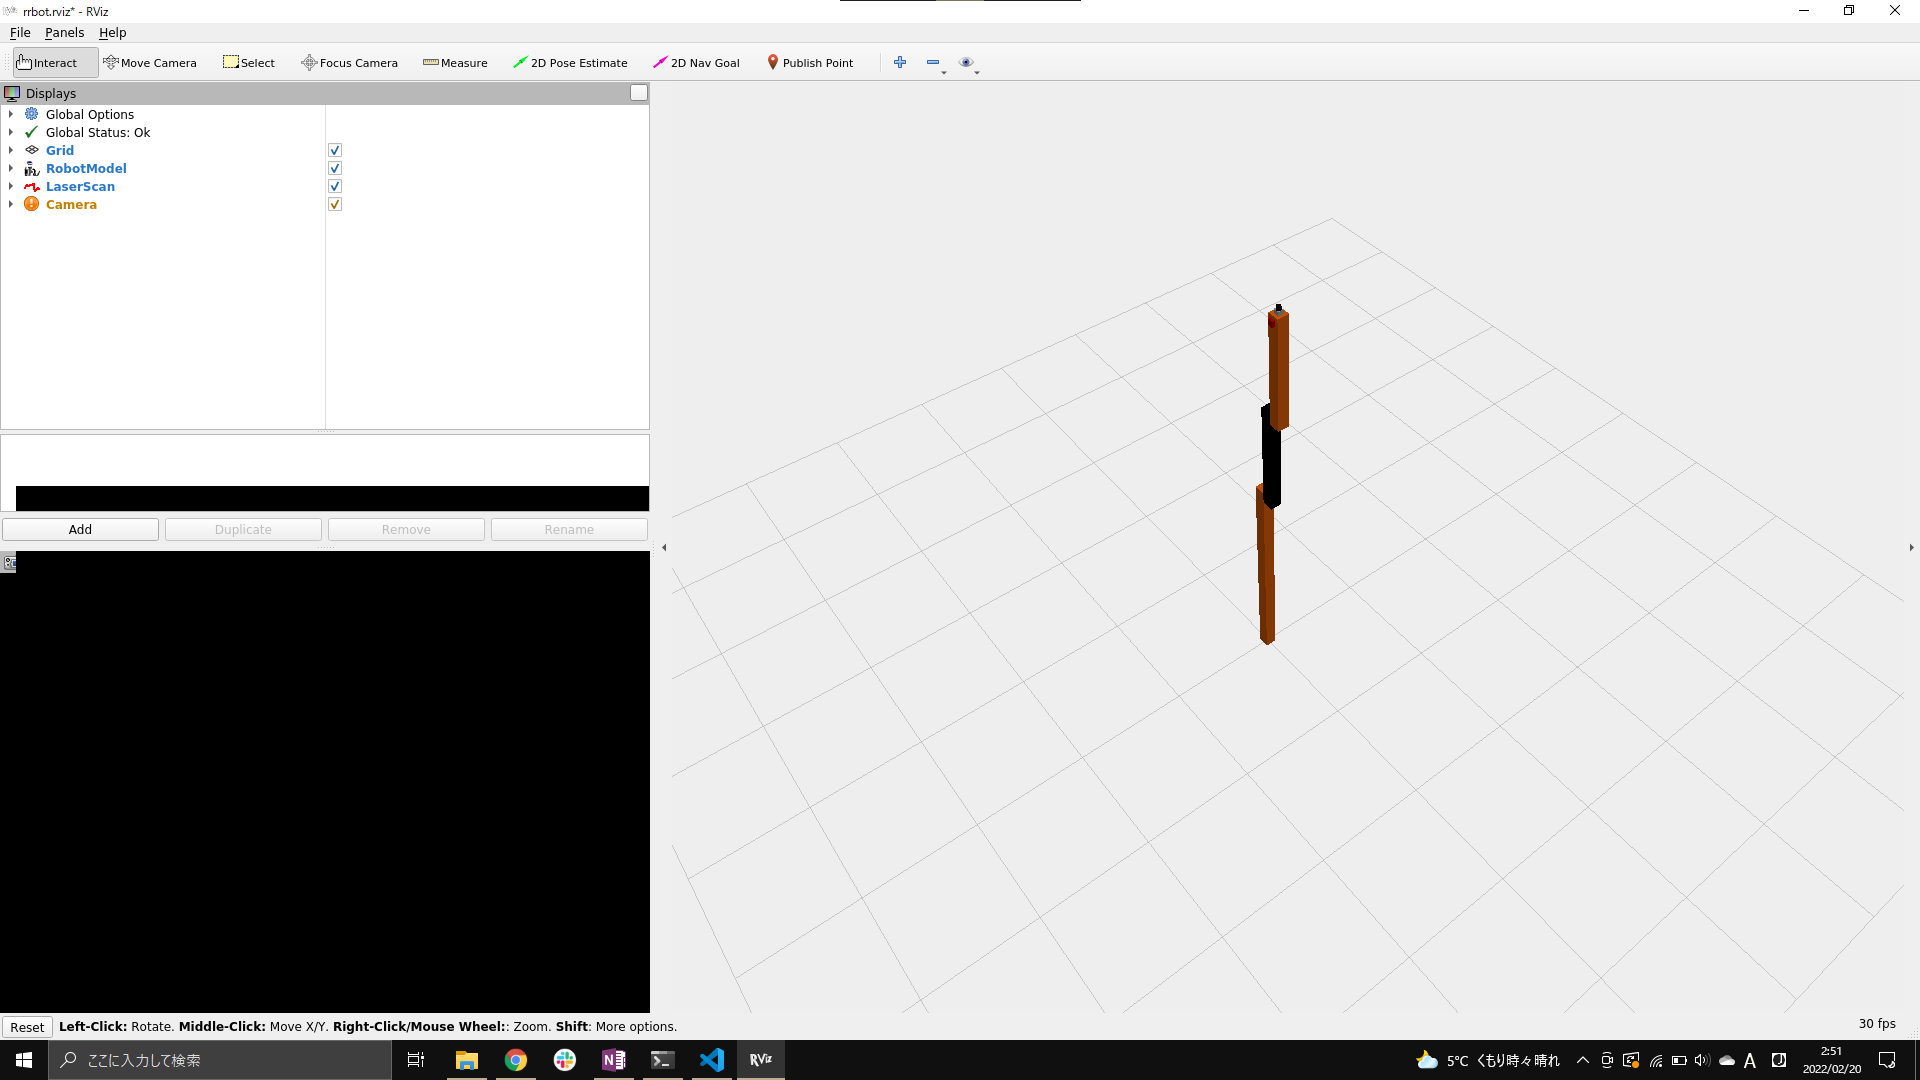 rrbot.rviz* - RViz
File Panels Help
Interact Move Camera Select Focus Camera Measure 2D Pose Estimate 2D Nav Goal Publish Point
Displays
Global Options
Global Status: Ok
Grid
RobotModel
LaserScan
Camera
Add Duplicate Remove Rename
Reset Left-Click: Rotate. Middle-Click: Move X/Y. Right-Click/Mouse Wheel:: Zoom. Shift: More options. 30 fps
ここに入力して検索 RViz 5°C くもり時々晴れ A 2:51
2022/02/20